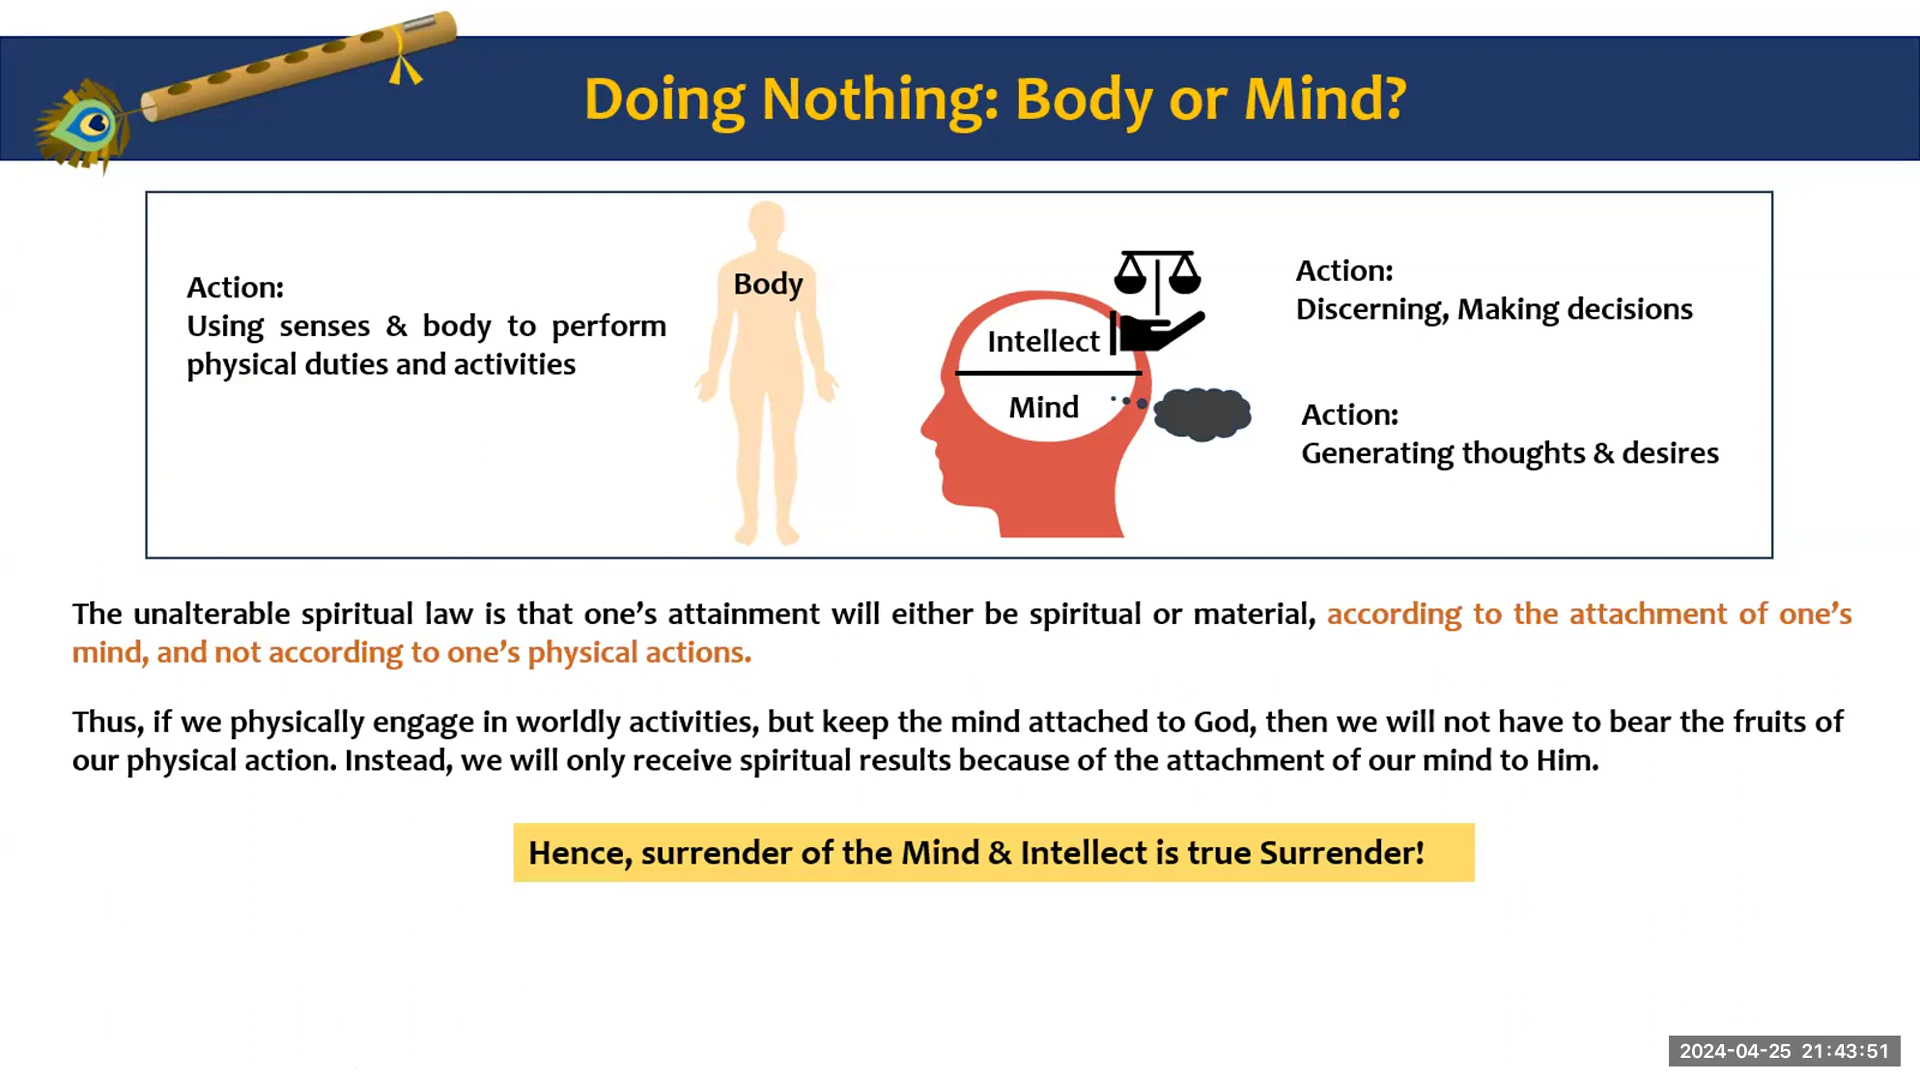 Doing Nothing: Body or Mind?
Action:
Using senses & body to perform
physical duties and activities
Body
Intellect
Mind
Action:
Discerning, Making decisions
Action:
Generating thoughts & desires
The unalterable spiritual law is that one’s attainment will either be spiritual or material, according to the attachment of one’s
mind, and not according to one’s physical actions.
Thus, if we physically engage in worldly activities, but keep the mind attached to God, then we will not have to bear the fruits of
our physical action. Instead, we will only receive spiritual results because of the attachment of our mind to Him.
Hence, surrender of the Mind & Intellect is true Surrender!
2024-04-25 21:43:51